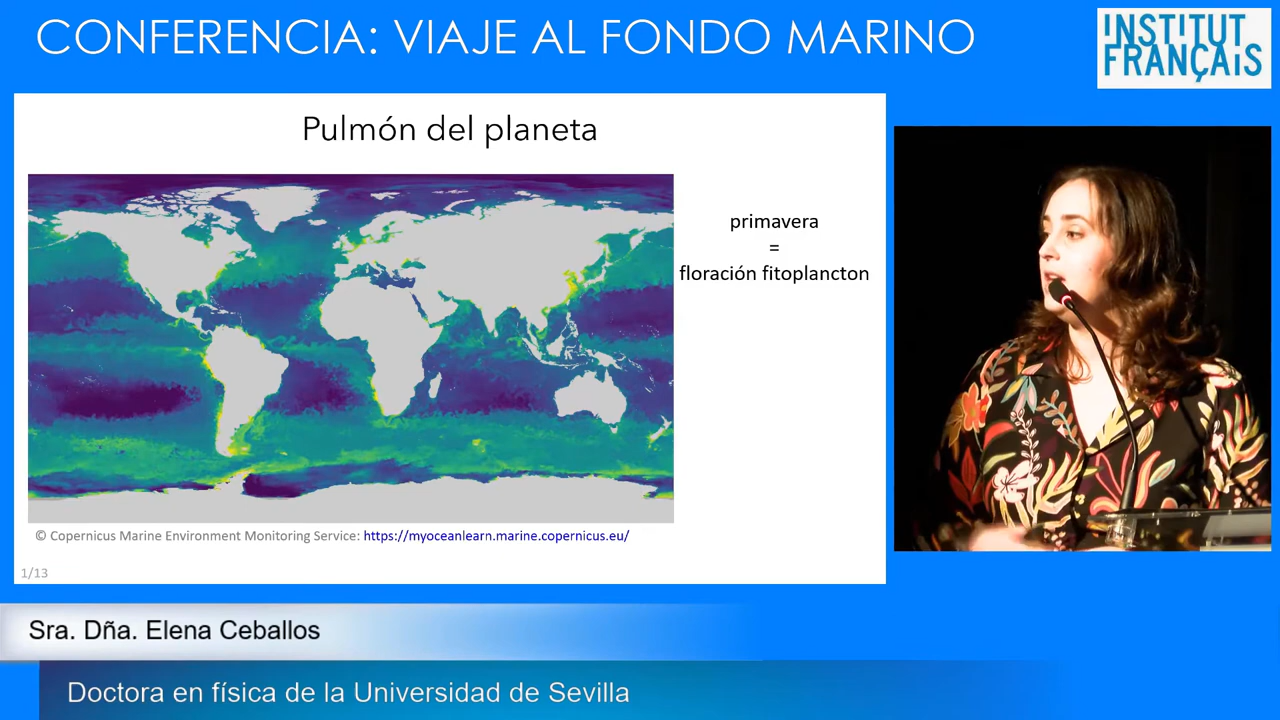 CONFERENCIA: VIAJE AL FONDO MARINO
INSTITUT
FRANÇAiS
Pulmón del planeta
primavera
=
floración fitoplancton
© Copernicus Marine Environment Monitoring Service: https://myoceanlearn.marine.copernicus.eu/
1/13
Sra. Dña. Elena Ceballos
Doctora en física de la Universidad de Sevilla